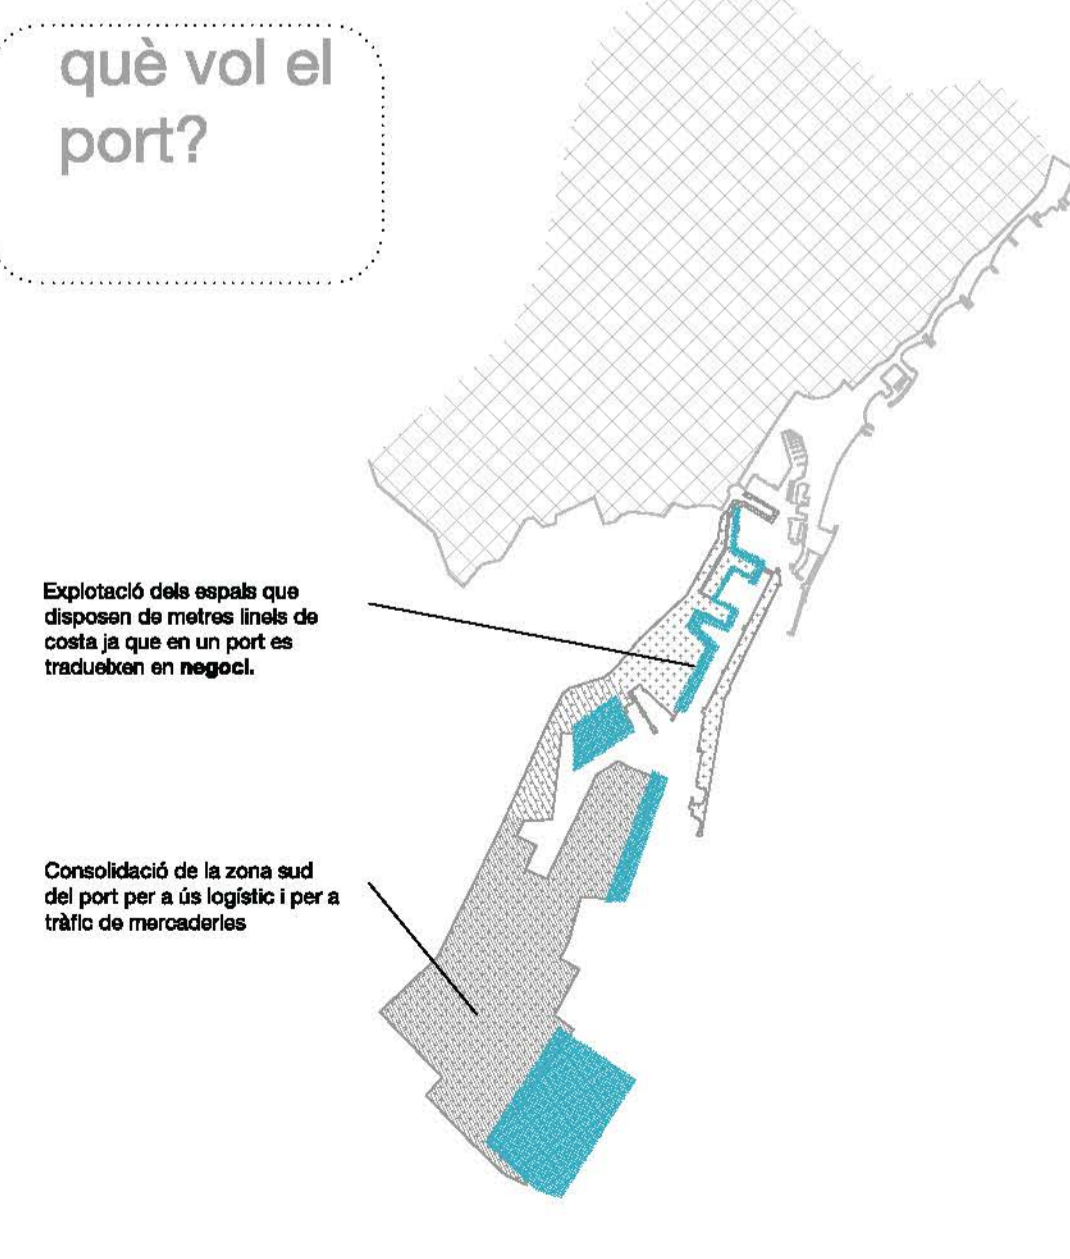 què vol el
port?
Explotació dels espais que
disposen de metres linels de
costa ja que en un port es
tradueixen en negoci.
Consolidació de la zona sud
del port per a ús logístic i per a
tràfic de mercaderies